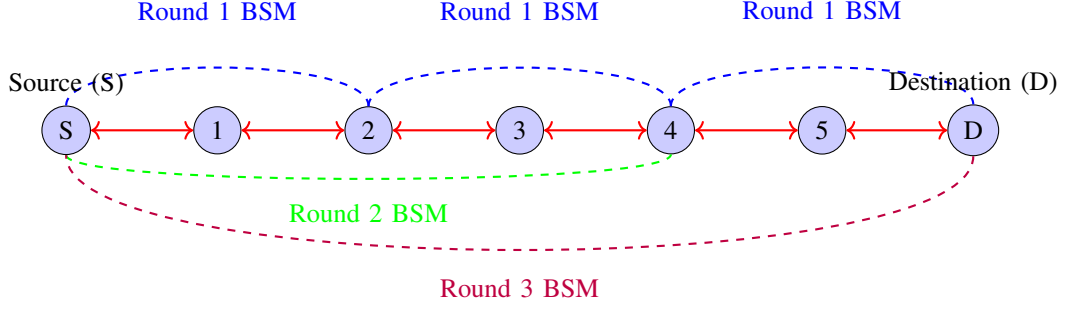 Round 1 BSM
Round 1 BSM
Round 1 BSM
Source (S)
Destination (D)
S
1
2
3
4
5
D
Round 2 BSM
Round 3 BSM